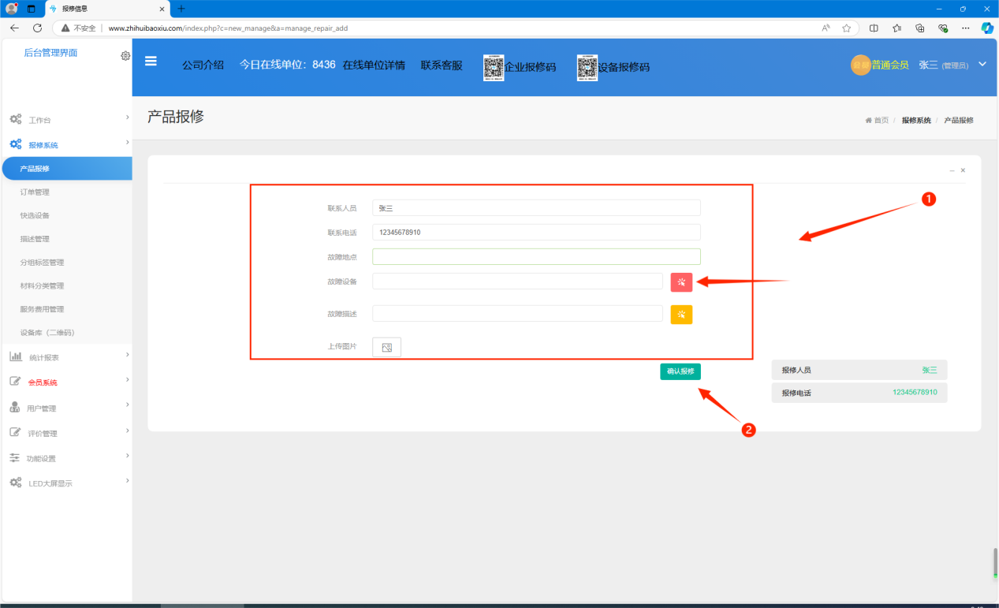 报修信息
不安全 www.zhihuibaoxiu.com/index.php?c=new_manage&a=manage_repair_add
后台管理界面
公司介绍 今日在线单位：8436 在线单位详情 联系客服 企业报修码 设备报修码 普通会员 张三 (管理员)
产品报修
首页 / 报修系统 / 产品报修
工作台
报修系统
产品报修
订单管理
快选设备
描述管理
分组标签管理
材料分类管理
服务费用管理
设备库（二维码）
统计报表
会员系统
用户管理
评价管理
功能设置
LED大屏显示
联系人员 张三
联系电话 12345678910
故障地点
故障设备
故障描述
上传图片
确认报修
报修人员 张三
报修电话 12345678910
1
2